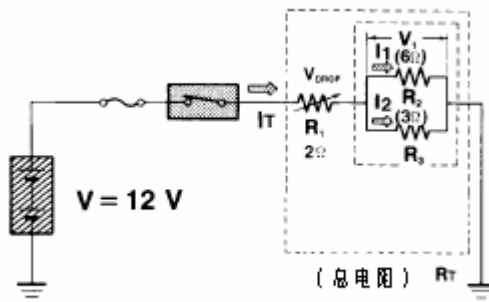 V₁
I₁(6Ω)
V_DROP
R₂
I₂
(3Ω)
I_T
R₁
R₃
2Ω
V = 12 V
(总电阻) R_T